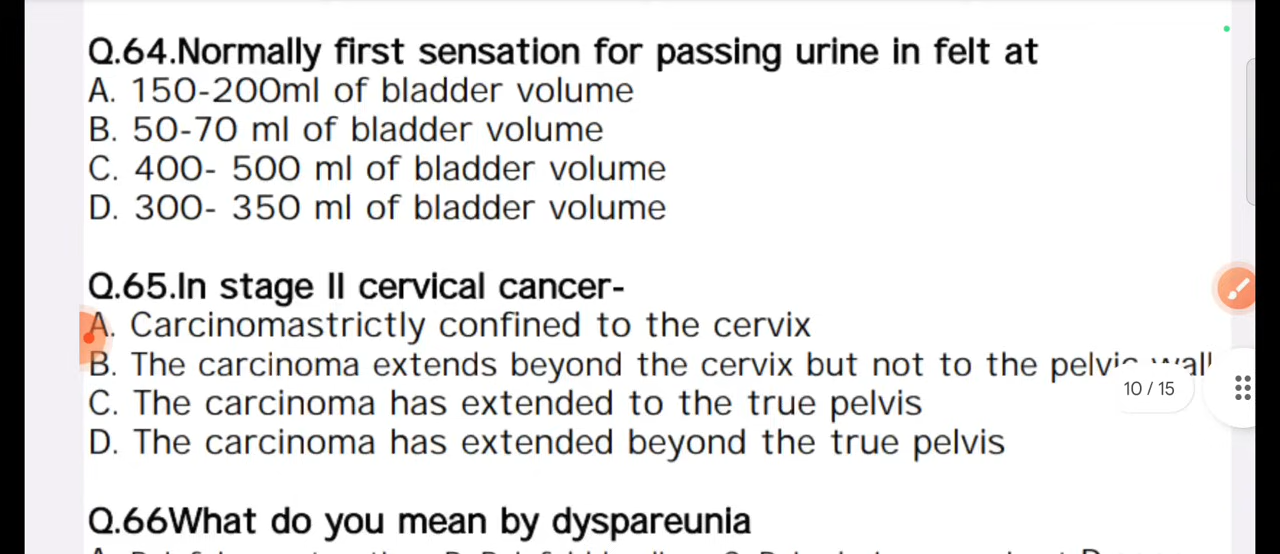 Q.64.Normally first sensation for passing urine in felt at
A. 150-200ml of bladder volume
B. 50-70 ml of bladder volume
C. 400- 500 ml of bladder volume
D. 300- 350 ml of bladder volume
Q.65.In stage II cervical cancer-
A. Carcinomastrictly confined to the cervix
B. The carcinoma extends beyond the cervix but not to the pelvic wall
10 / 15
C. The carcinoma has extended to the true pelvis
D. The carcinoma has extended beyond the true pelvis
Q.66What do you mean by dyspareunia